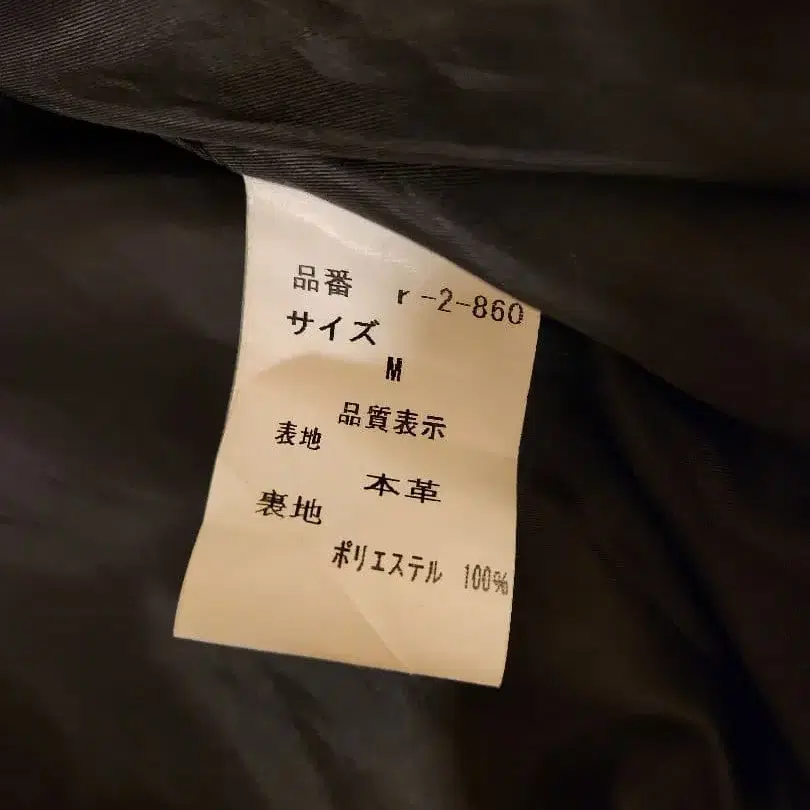 品番 r-2-860
サイズ
M
品質表示
表地
本革
裏地
ポリエステル 100%